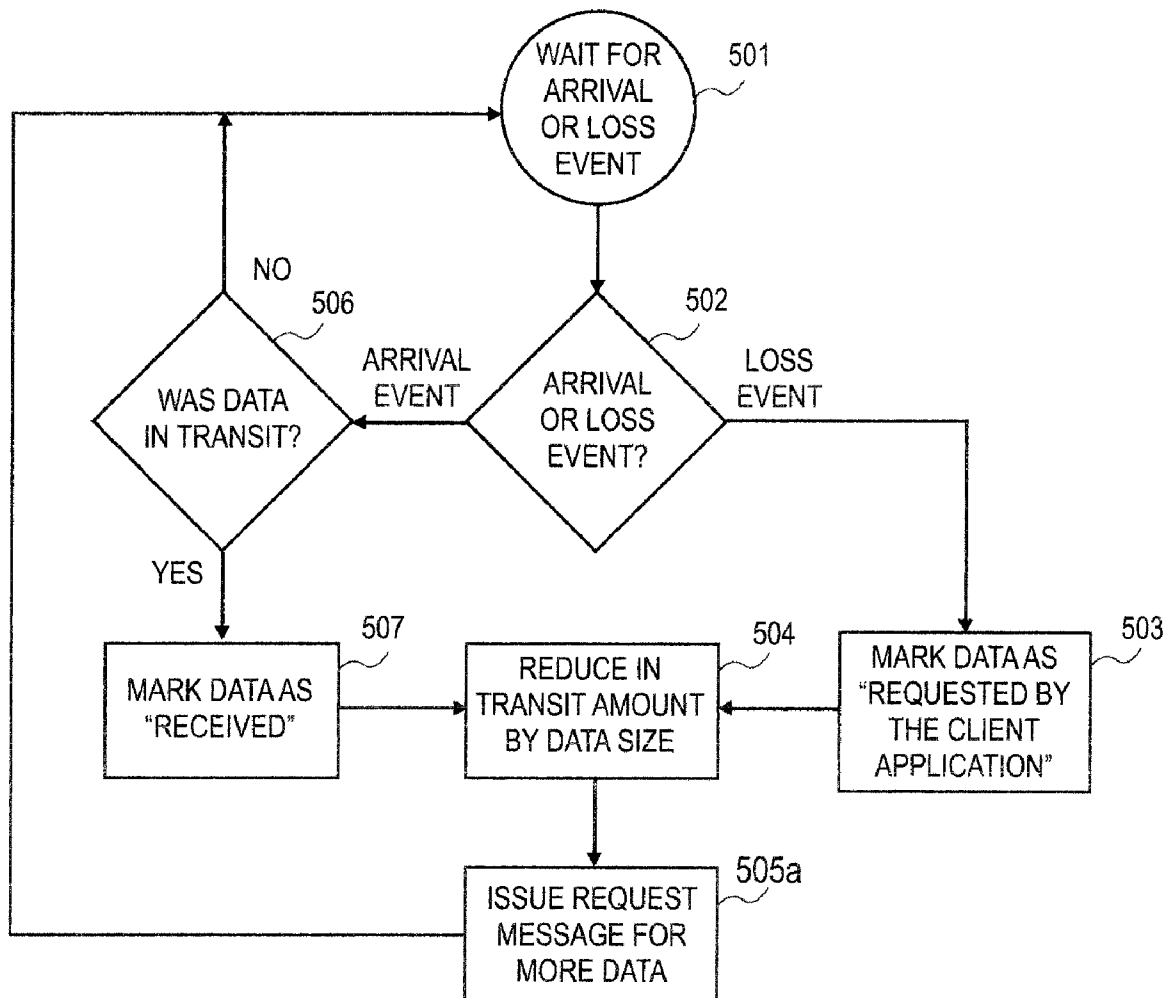 WAIT FOR
ARRIVAL
OR LOSS
EVENT
501
NO
506
502
ARRIVAL
EVENT
LOSS
EVENT
WAS DATA
IN TRANSIT?
ARRIVAL
OR LOSS
EVENT?
YES
507
504
503
MARK DATA AS
“RECEIVED”
REDUCE IN
TRANSIT AMOUNT
BY DATA SIZE
MARK DATA AS
“REQUESTED BY
THE CLIENT
APPLICATION”
505a
ISSUE REQUEST
MESSAGE FOR
MORE DATA